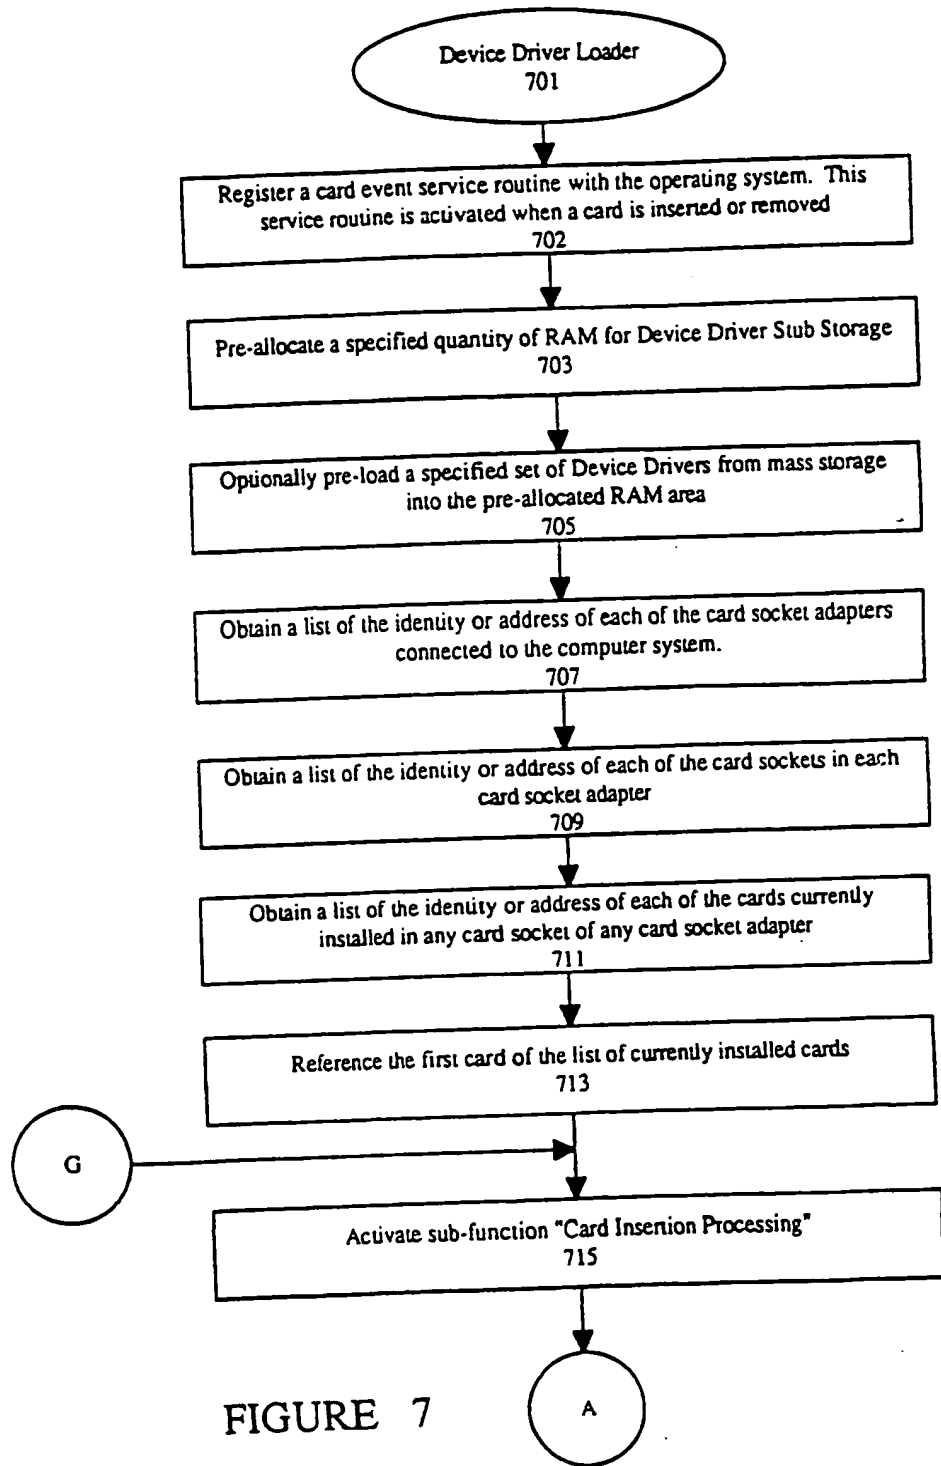 Device Driver Loader
701
Register a card event service routine with the operating system. This
service routine is activated when a card is inserted or removed
702
Pre-allocate a specified quantity of RAM for Device Driver Stub Storage
703
Optionally pre-load a specified set of Device Drivers from mass storage
into the pre-allocated RAM area
705
Obtain a list of the identity or address of each of the card socket adapters
connected to the computer system.
707
Obtain a list of the identity or address of each of the card sockets in each
card socket adapter
709
Obtain a list of the identity or address of each of the cards currently
installed in any card socket of any card socket adapter
711
Reference the first card of the list of currently installed cards
713
G
Activate sub-function "Card Insertion Processing"
715
A
FIGURE 7